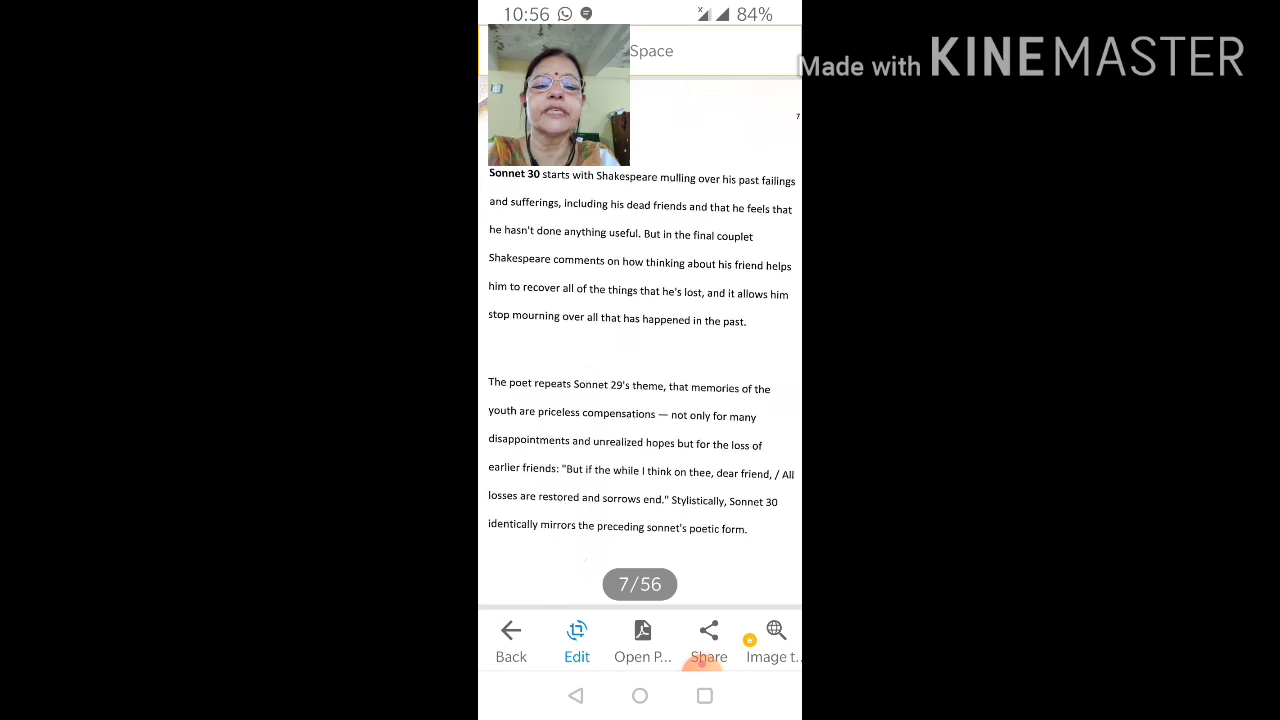 10:56 84%
Space
Made with KINEMASTER
7
Sonnet 30 starts with Shakespeare mulling over his past failings
and sufferings, including his dead friends and that he feels that
he hasn't done anything useful. But in the final couplet
Shakespeare comments on how thinking about his friend helps
him to recover all of the things that he's lost, and it allows him
stop mourning over all that has happened in the past.
The poet repeats Sonnet 29's theme, that memories of the
youth are priceless compensations — not only for many
disappointments and unrealized hopes but for the loss of
earlier friends: "But if the while I think on thee, dear friend, / All
losses are restored and sorrows end." Stylistically, Sonnet 30
identically mirrors the preceding sonnet's poetic form.
7/56
Back Edit Open P... Share Image t..